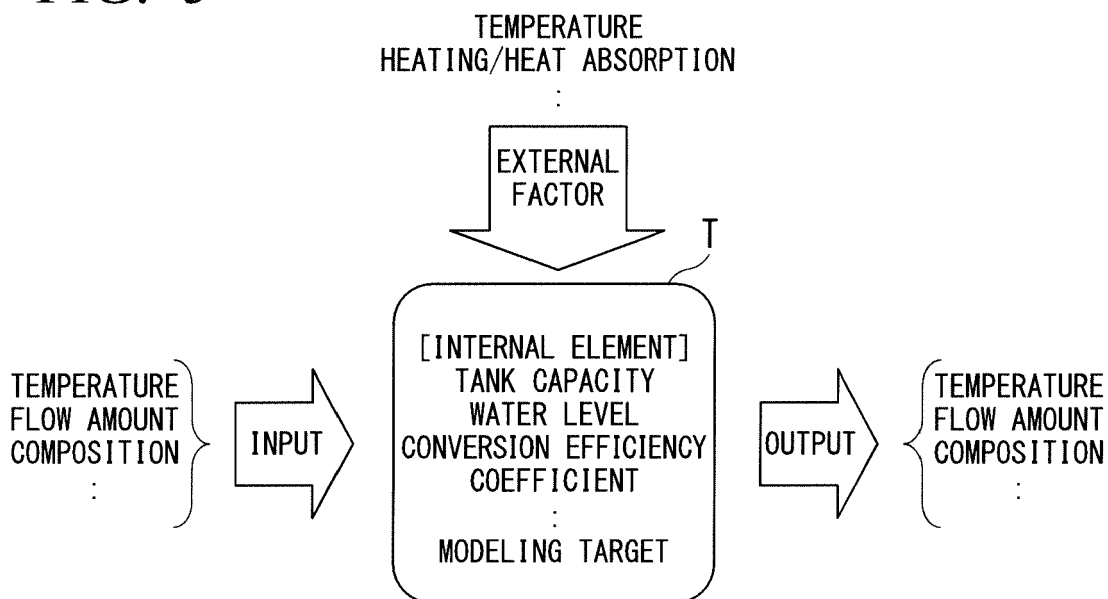 TEMPERATURE
HEATING/HEAT ABSORPTION
:
EXTERNAL
FACTOR
T
[INTERNAL ELEMENT]
TANK CAPACITY
WATER LEVEL
CONVERSION EFFICIENCY
COEFFICIENT
:
MODELING TARGET
TEMPERATURE
FLOW AMOUNT
COMPOSITION
:
INPUT
OUTPUT
TEMPERATURE
FLOW AMOUNT
COMPOSITION
: